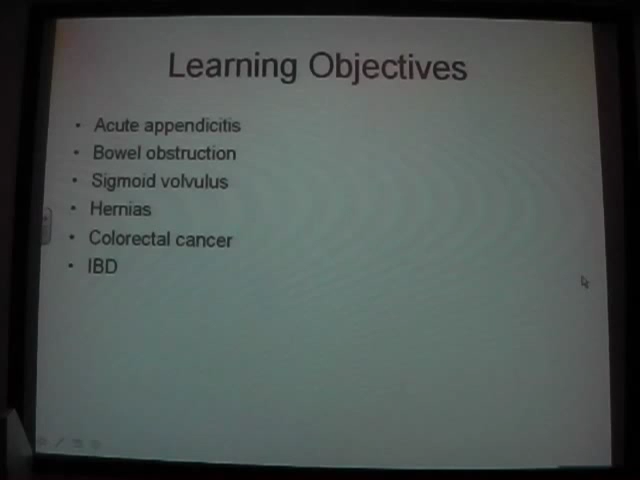 Learning Objectives
• Acute appendicitis
• Bowel obstruction
• Sigmoid volvulus
• Hernias
• Colorectal cancer
• IBD